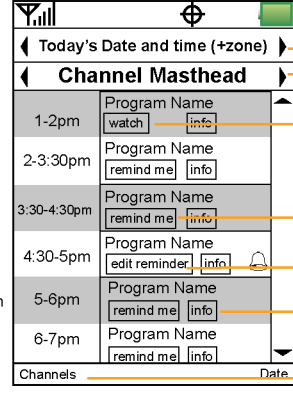 Today's Date and time (+zone)
Channel Masthead
Program Name
1-2pm
watch info
Program Name
2-3:30pm
remind me info
Program Name
3:30-4:30pm
remind me info
Program Name
4:30-5pm
edit reminder info
Program Name
5-6pm
remind me info
Program Name
6-7pm
remind me info
Channels Date